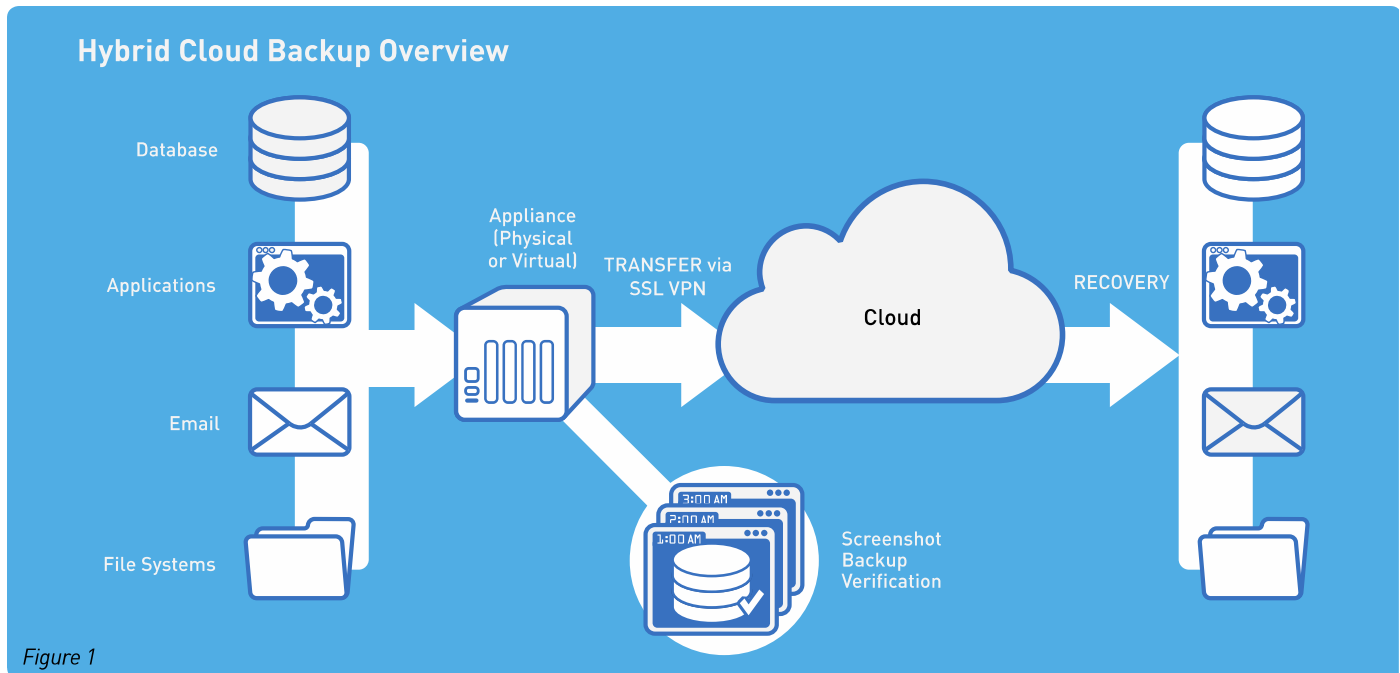 Hybrid Cloud Backup Overview
Database
Applications
Email
File Systems
Appliance
(Physical
or Virtual)
TRANSFER via
SSL VPN
Cloud
RECOVERY
3:00 AM
2:00 AM
1:00 AM
Screenshot
Backup
Verification
Figure 1